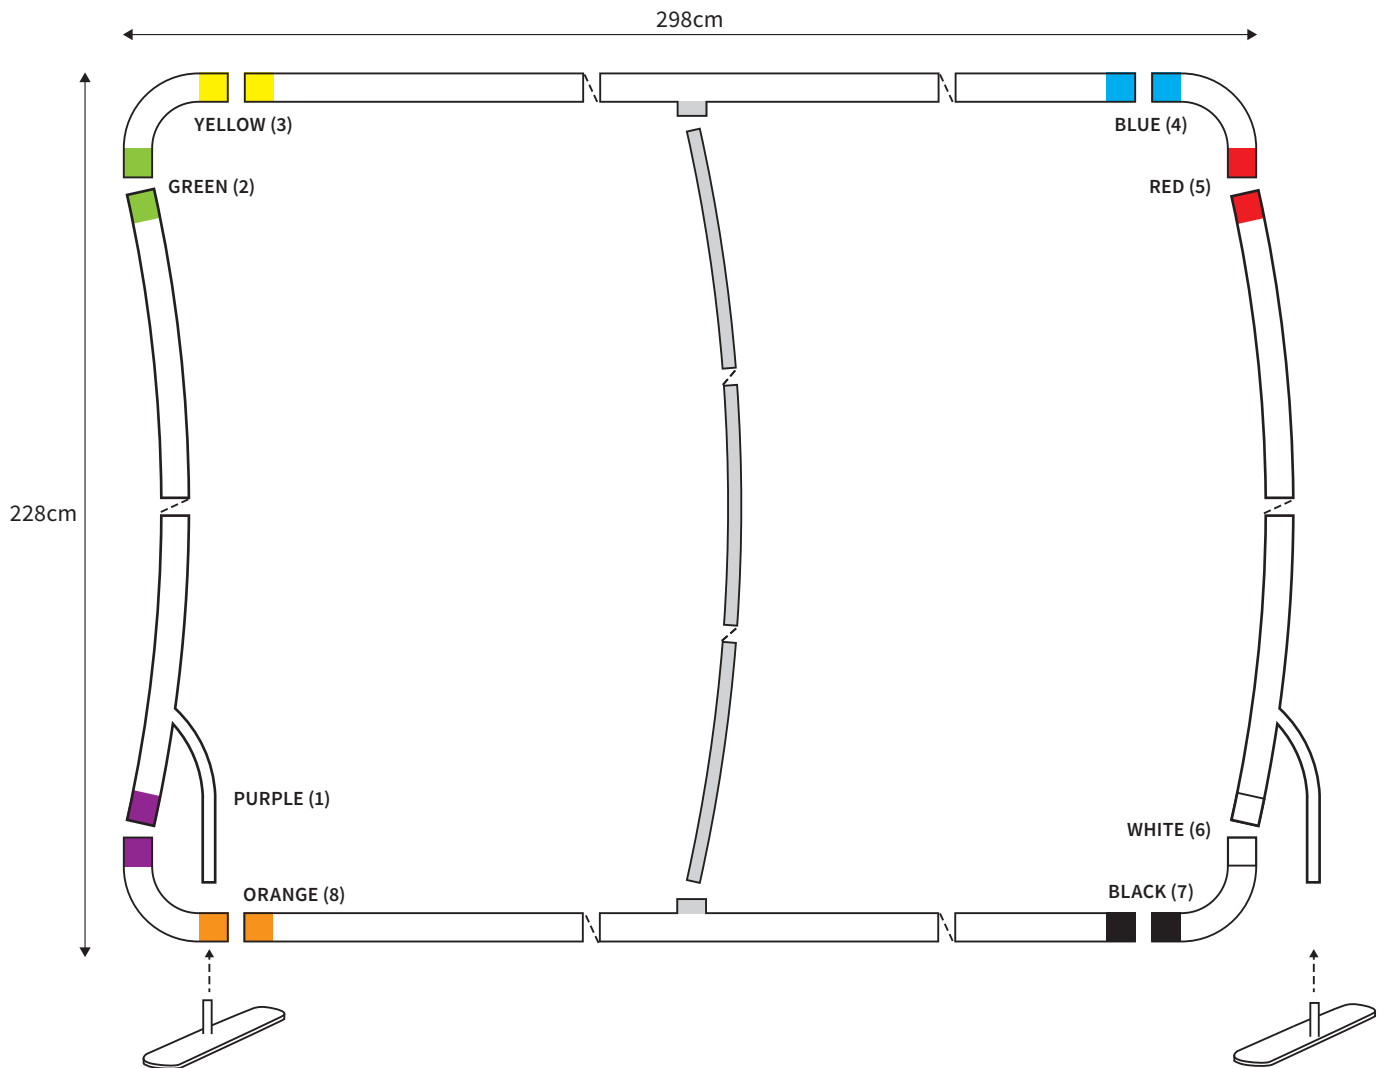 298cm
YELLOW (3)
BLUE (4)
GREEN (2)
RED (5)
228cm
PURPLE (1)
WHITE (6)
ORANGE (8)
BLACK (7)